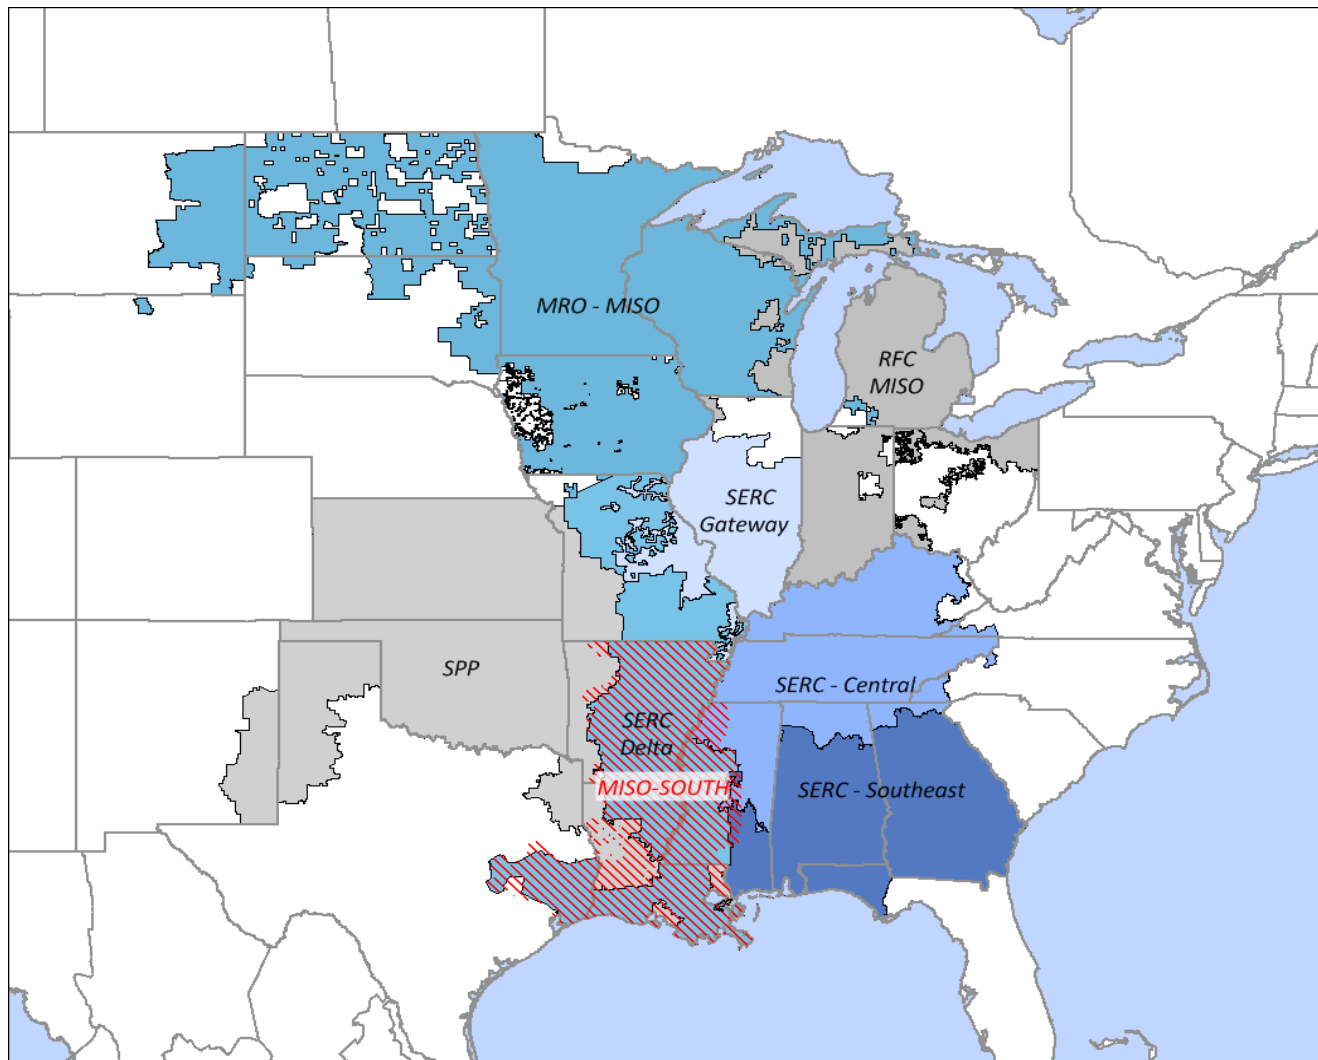 MRO - MISO
RFC
MISO
SERC
Gateway
SPP
SERC - Central
SERC
Delta
MISO-SOUTH
SERC - Southeast